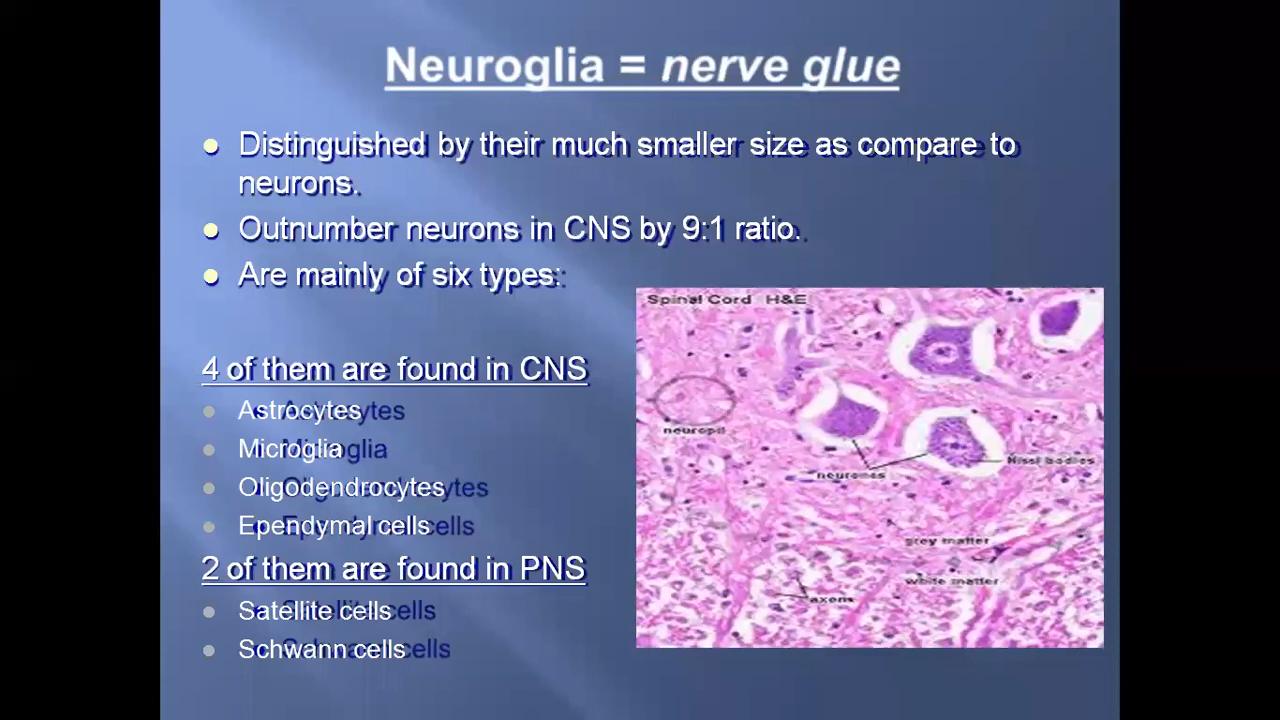 Neuroglia = nerve glue
Distinguished by their much smaller size as compare to
neurons.
Outnumber neurons in CNS by 9:1 ratio.
Are mainly of six types:
4 of them are found in CNS
Astrocytes
Microglia
Oligodendrocytes
Ependymal cells
2 of them are found in PNS
Satellite cells
Schwann cells
Spinal Cord H&E
neuropil
neurones
Nissl bodies
grey matter
white matter
axons